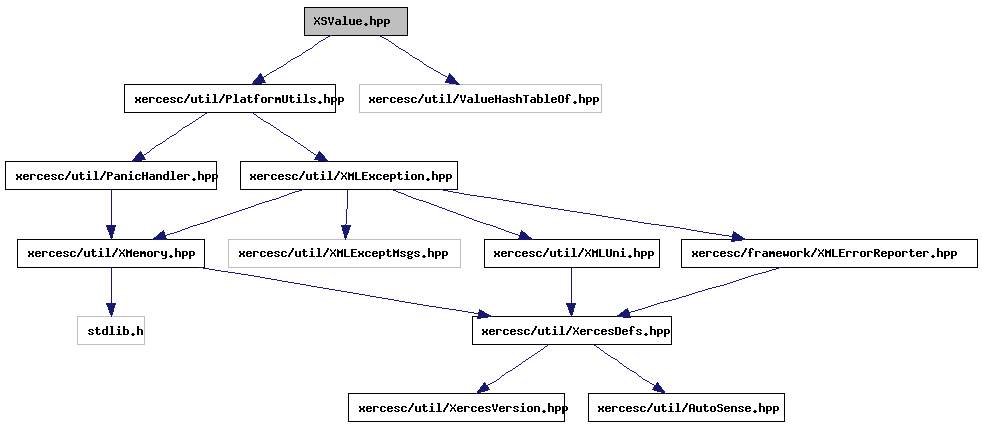 XSValue.hpp
xercesc/util/PlatformUtils.hpp
xercesc/util/ValueHashTableOf.hpp
xercesc/util/PanicHandler.hpp
xercesc/util/XMLException.hpp
xercesc/util/XMemory.hpp
xercesc/util/XMLExceptMsgs.hpp
xercesc/util/XMLUni.hpp
xercesc/framework/XMLErrorReporter.hpp
stdlib.h
xercesc/util/XercesDefs.hpp
xercesc/util/XercesVersion.hpp
xercesc/util/AutoSense.hpp